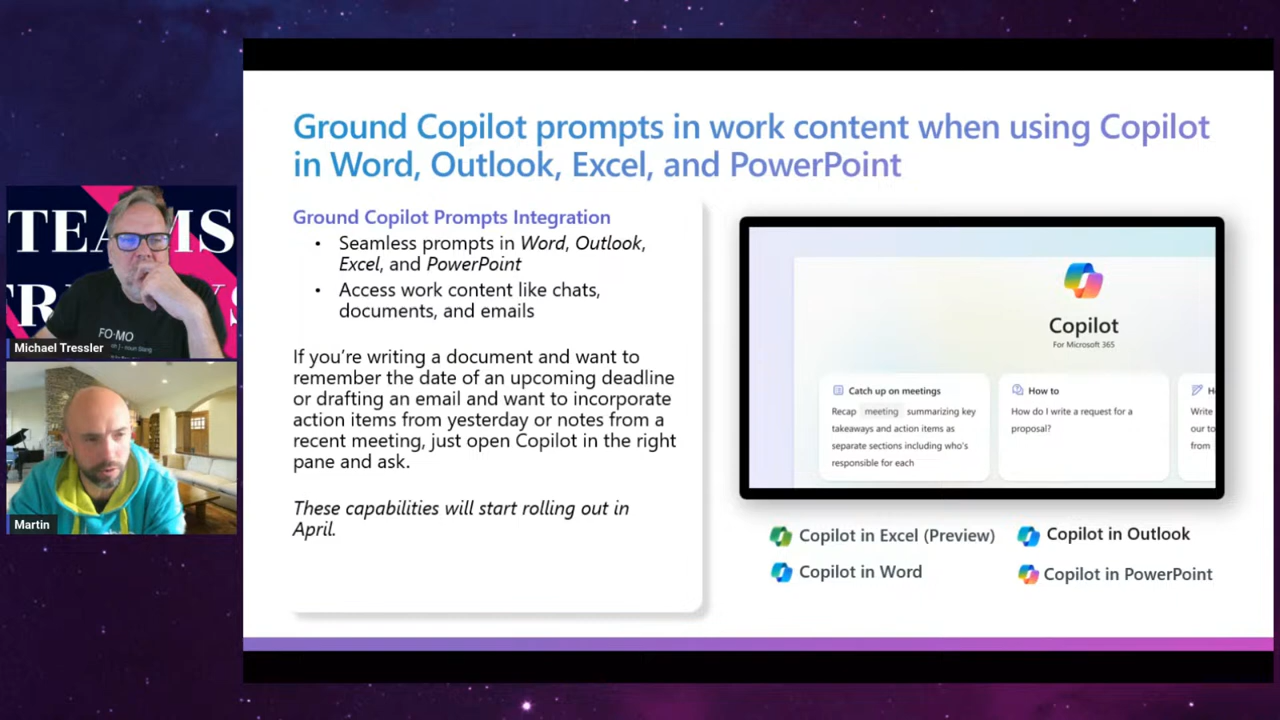 Ground Copilot prompts in work content when using Copilot
in Word, Outlook, Excel, and PowerPoint
Ground Copilot Prompts Integration
• Seamless prompts in Word, Outlook,
Excel, and PowerPoint
• Access work content like chats,
documents, and emails
If you're writing a document and want to
remember the date of an upcoming deadline
or drafting an email and want to incorporate
action items from yesterday or notes from a
recent meeting, just open Copilot in the right
pane and ask.
These capabilities will start rolling out in
April.
Copilot
For Microsoft 365
Catch up on meetings
Recap meeting summarizing key
takeaways and action items as
separate sections including who's
responsible for each
How to
How do I write a request for a
proposal?
Write
our to
from
Copilot in Excel (Preview)
Copilot in Outlook
Copilot in Word
Copilot in PowerPoint
FO·MO
Michael Tressler
Martin